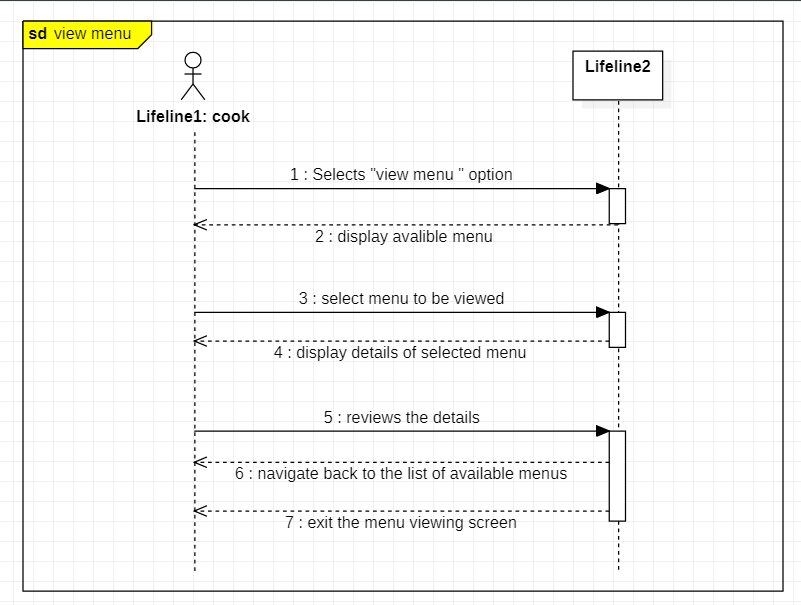 sd view menu
Lifeline1: cook
Lifeline2
1 : Selects "view menu " option
2 : display avalible menu
3 : select menu to be viewed
4 : display details of selected menu
5 : reviews the details
6 : navigate back to the list of available menus
7 : exit the menu viewing screen